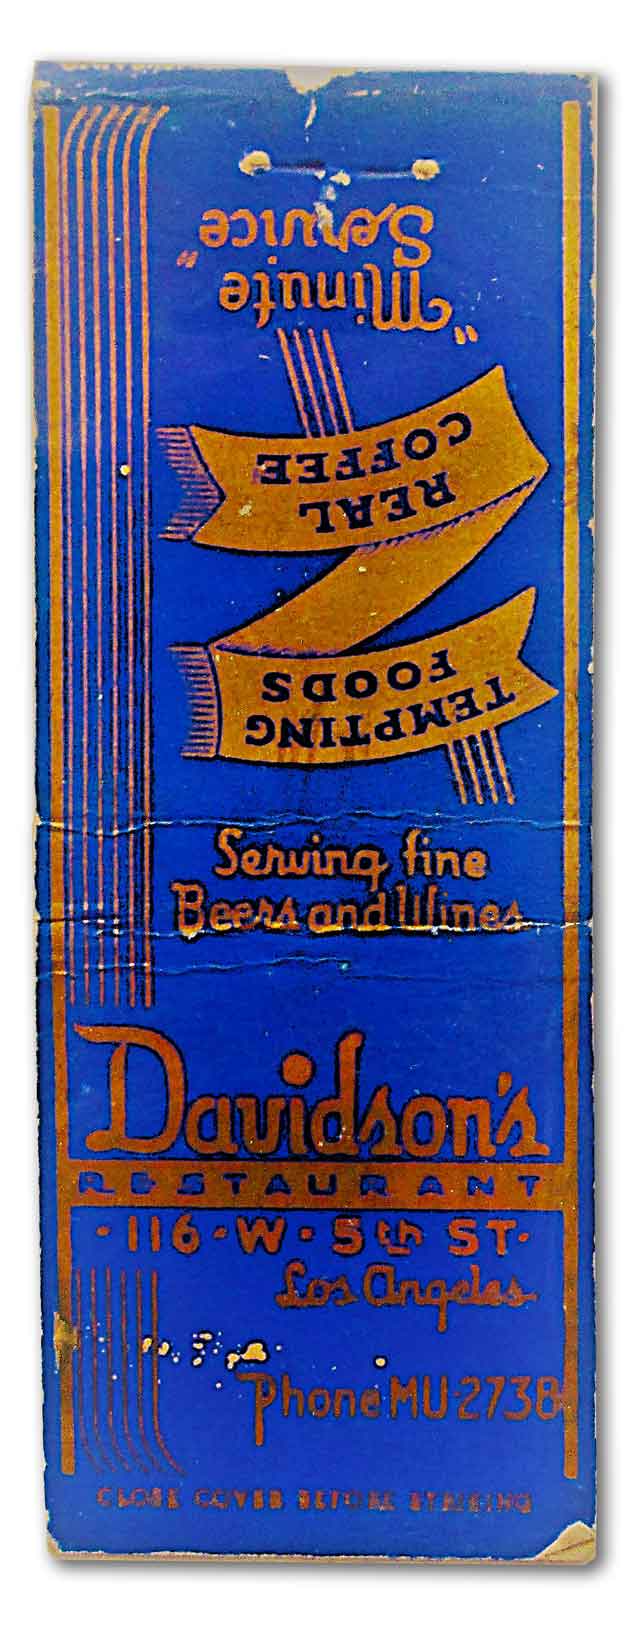 "Minute
Service"
REAL
COFFEE
TEMPTING
FOODS
Serving fine
Beers and Wines
Davidson's
RESTAURANT
·116·W·5th ST·
Los Angeles
Phone MU-2738
CLOSE COVER BEFORE STRIKING